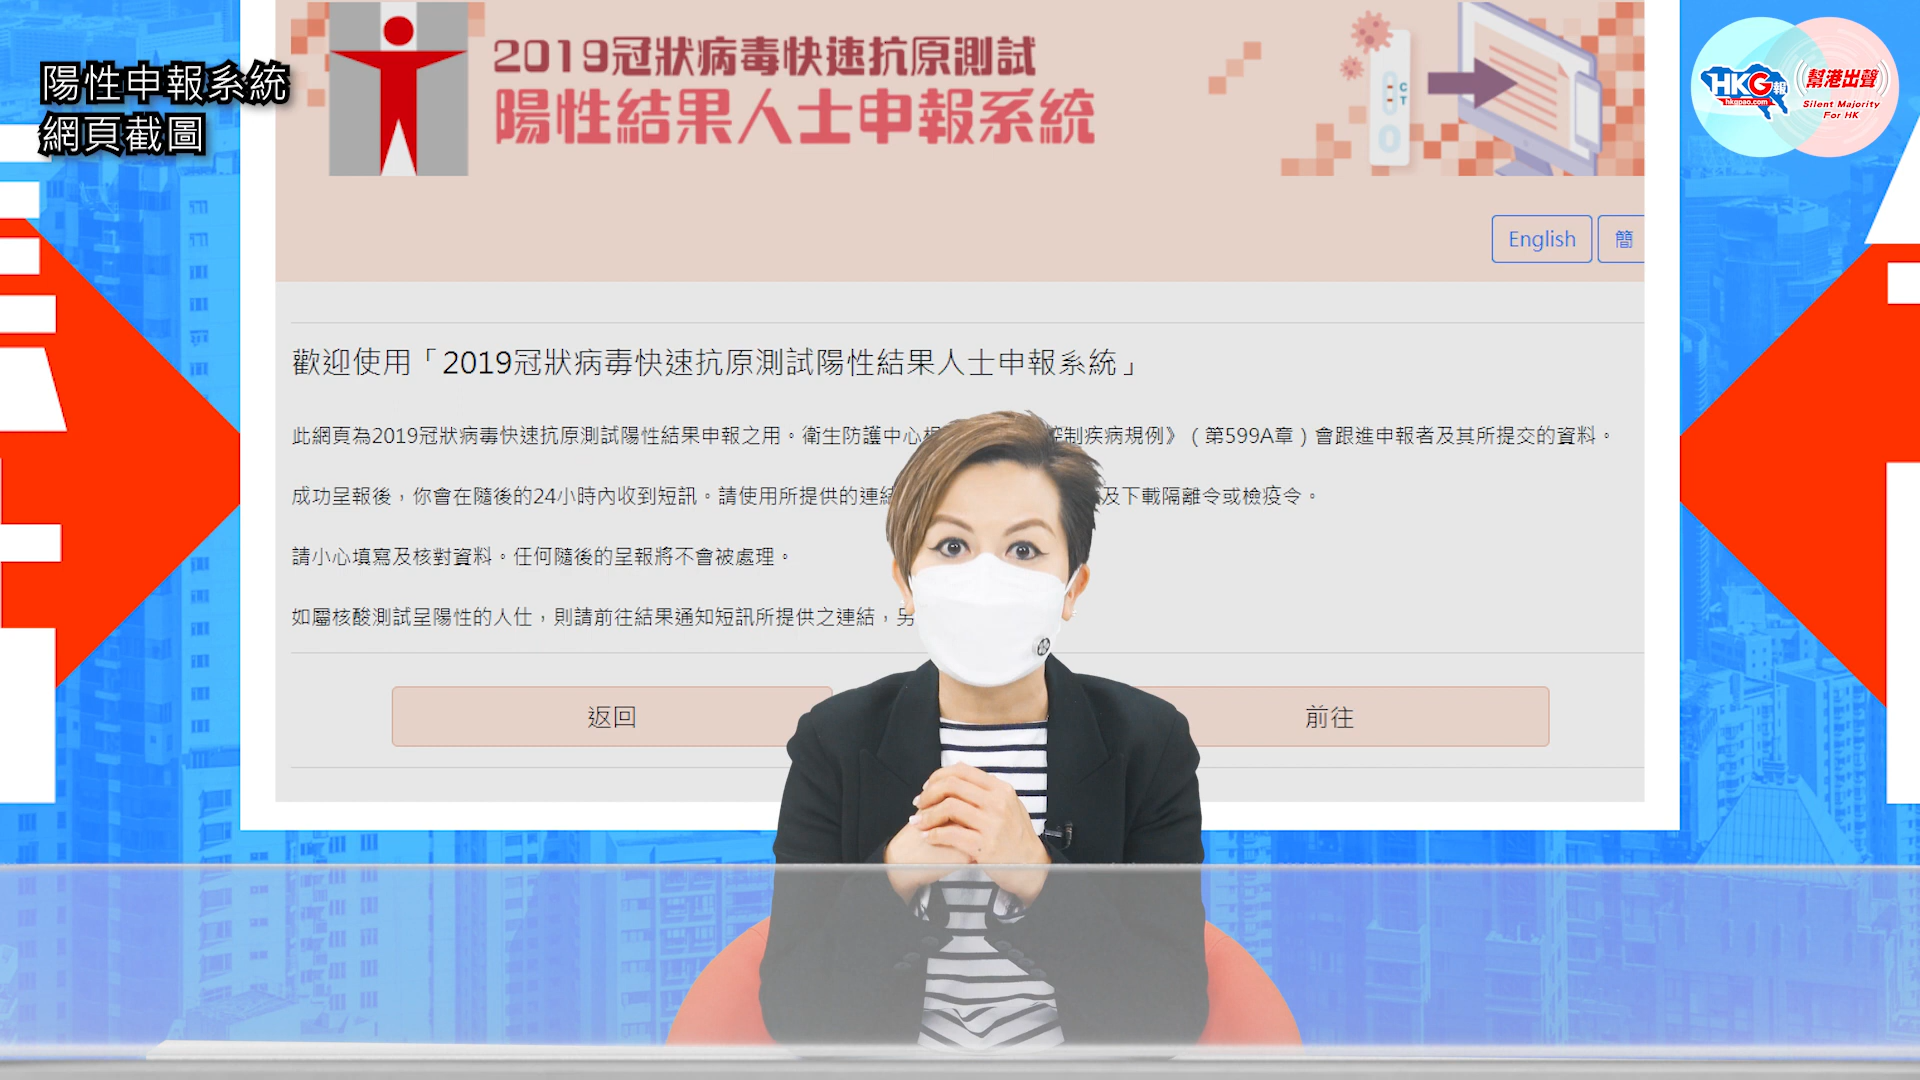 陽性申報系統
網頁截圖
2019冠狀病毒快速抗原測試
陽性結果人士申報系統
C
T
HKG報
hkgpao.com
幫港出聲
Silent Majority
For HK
English
簡
歡迎使用「2019冠狀病毒快速抗原測試陽性結果人士申報系統」
此網頁為2019冠狀病毒快速抗原測試陽性結果申報之用。衛生防護中心 控制疾病規例》（第599A章）會跟進申報者及其所提交的資料。
成功呈報後，你會在隨後的24小時內收到短訊。請使用所提供的連結 及下載隔離令或檢疫令。
請小心填寫及核對資料。任何隨後的呈報將不會被處理。
如屬核酸測試呈陽性的人仕，則請前往結果通知短訊所提供之連結，另
返回
前往